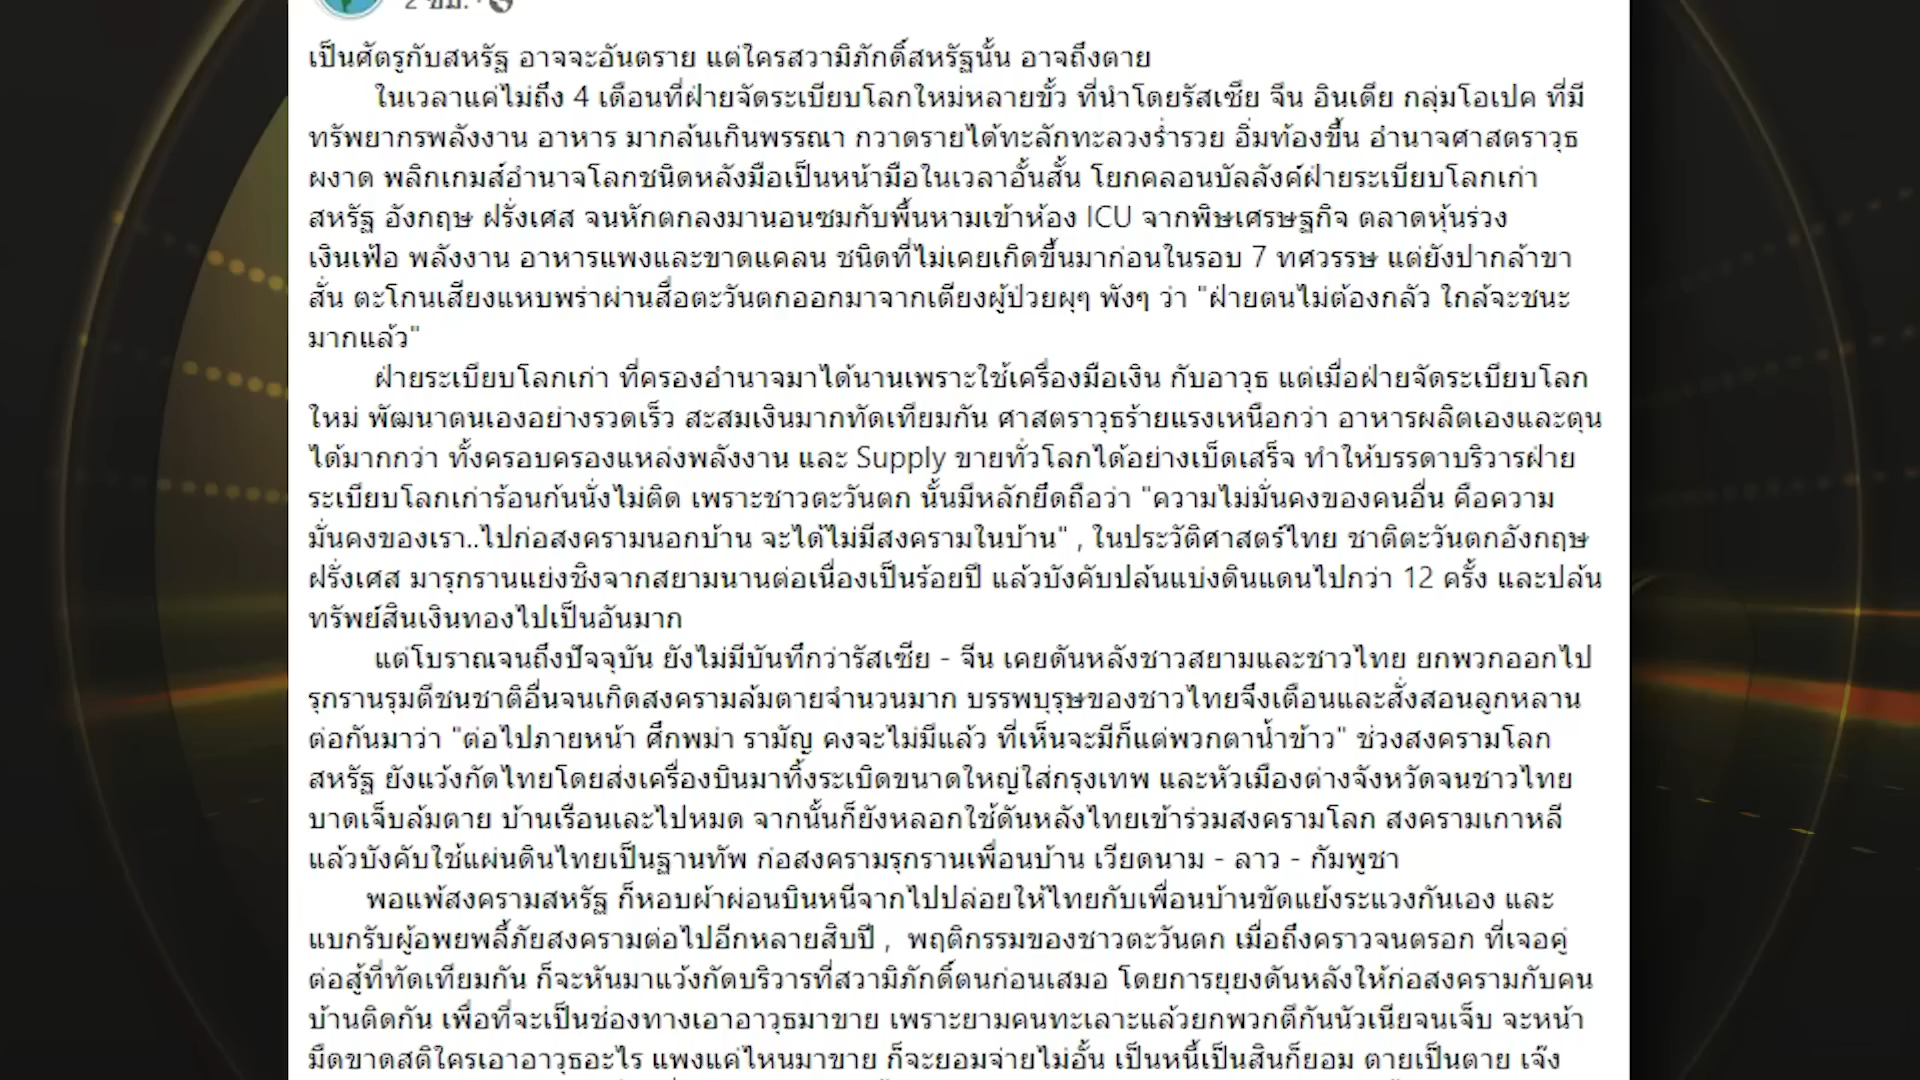 2 ชม. ·
เป็นศัตรูกับสหรัฐ อาจจะอันตราย แต่ใครสวามิภักดิ์สหรัฐนั้น อาจถึงตาย
ในเวลาแค่ไม่ถึง 4 เดือนที่ฝ่ายจัดระเบียบโลกใหม่หลายขั้ว ที่นำโดยรัสเซีย จีน อินเดีย กลุ่มโอเปค ที่มี
ทรัพยากรพลังงาน อาหาร มากล้นเกินพรรณา กวาดรายได้ทะลักทะลวงร่ำรวย อิ่มท้องขึ้น อำนาจศาสตราวุธ
ผงาด พลิกเกมส์อำนาจโลกชนิดหลังมือเป็นหน้ามือในเวลาอั้นสั้น โยกคลอนบัลลังค์ฝ่ายระเบียบโลกเก่า
สหรัฐ อังกฤษ ฝรั่งเศส จนหักตกลงมานอนซมกับพื้นหามเข้าห้อง ICU จากพิษเศรษฐกิจ ตลาดหุ้นร่วง
เงินเฟ้อ พลังงาน อาหารแพงและขาดแคลน ชนิดที่ไม่เคยเกิดขึ้นมาก่อนในรอบ 7 ทศวรรษ แต่ยังปากล้าขา
สั่น ตะโกนเสียงแหบพร่าผ่านสื่อตะวันตกออกมาจากเตียงผู้ป่วยผุๆ พังๆ ว่า "ฝ่ายตนไม่ต้องกลัว ใกล้จะชนะ
มากแล้ว"
ฝ่ายระเบียบโลกเก่า ที่ครองอำนาจมาได้นานเพราะใช้เครื่องมือเงิน กับอาวุธ แต่เมื่อฝ่ายจัดระเบียบโลก
ใหม่ พัฒนาตนเองอย่างรวดเร็ว สะสมเงินมากทัดเทียมกัน ศาสตราวุธร้ายแรงเหนือกว่า อาหารผลิตเองและตุน
ได้มากกว่า ทั้งครอบครองแหล่งพลังงาน และ Supply ขายทั่วโลกได้อย่างเบ็ดเสร็จ ทำให้บรรดาบริวารฝ่าย
ระเบียบโลกเก่าร้อนก้นนั่งไม่ติด เพราะชาวตะวันตก นั้นมีหลักยึดถือว่า "ความไม่มั่นคงของคนอื่น คือความ
มั่นคงของเรา..ไปก่อสงครามนอกบ้าน จะได้ไม่มีสงครามในบ้าน" , ในประวัติศาสตร์ไทย ชาติตะวันตกอังกฤษ
ฝรั่งเศส มารุกรานแย่งชิงจากสยามนานต่อเนื่องเป็นร้อยปี แล้วบังคับปล้นแบ่งดินแดนไปกว่า 12 ครั้ง และปล้น
ทรัพย์สินเงินทองไปเป็นอันมาก
แต่โบราณจนถึงปัจจุบัน ยังไม่มีบันทึกว่ารัสเซีย - จีน เคยดันหลังชาวสยามและชาวไทย ยกพวกออกไป
รุกรานรุมตีชนชาติอื่นจนเกิดสงครามล้มตายจำนวนมาก บรรพบุรุษของชาวไทยจึงเตือนและสั่งสอนลูกหลาน
ต่อกันมาว่า "ต่อไปภายหน้า ศึกพม่า รามัญ คงจะไม่มีแล้ว ที่เห็นจะมีก็แต่พวกตาน้ำข้าว" ช่วงสงครามโลก
สหรัฐ ยังแว้งกัดไทยโดยส่งเครื่องบินมาทิ้งระเบิดขนาดใหญ่ใส่กรุงเทพ และหัวเมืองต่างจังหวัดจนชาวไทย
บาดเจ็บล้มตาย บ้านเรือนเละไปหมด จากนั้นก็ยังหลอกใช้ดันหลังไทยเข้าร่วมสงครามโลก สงครามเกาหลี
แล้วบังคับใช้แผ่นดินไทยเป็นฐานทัพ ก่อสงครามรุกรานเพื่อนบ้าน เวียดนาม - ลาว - กัมพูชา
พอแพ้สงครามสหรัฐ ก็หอบผ้าผ่อนบินหนีจากไปปล่อยให้ไทยกับเพื่อนบ้านขัดแย้งระแวงกันเอง และ
แบกรับผู้อพยพลี้ภัยสงครามต่อไปอีกหลายสิบปี , พฤติกรรมของชาวตะวันตก เมื่อถึงคราวจนตรอก ที่เจอคู่
ต่อสู้ที่ทัดเทียมกัน ก็จะหันมาแว้งกัดบริวารที่สวามิภักดิ์ตนก่อนเสมอ โดยการยุยงดันหลังให้ก่อสงครามกับคน
บ้านติดกัน เพื่อที่จะเป็นช่องทางเอาอาวุธมาขาย เพราะยามคนทะเลาะแล้วยกพวกตีกันนัวเนียจนเจ็บ จะหน้า
มืดขาดสติใครเอาอาวุธอะไร แพงแค่ไหนมาขาย ก็จะยอมจ่ายไม่อั้น เป็นหนี้เป็นสินก็ยอม ตายเป็นตาย เจ๊ง